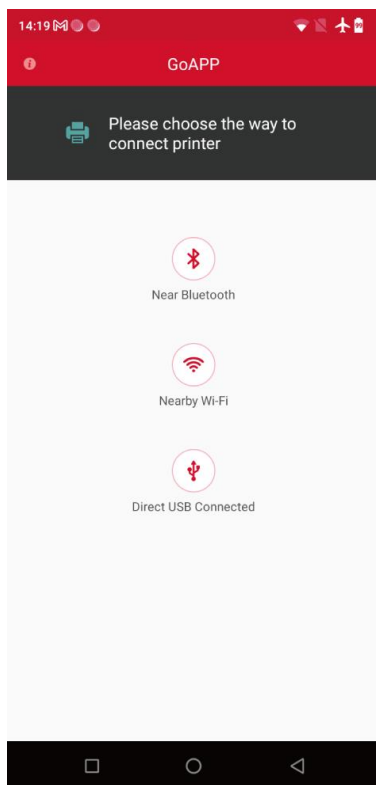 14:19
GoAPP
Please choose the way to
connect printer
Near Bluetooth
Nearby Wi-Fi
Direct USB Connected